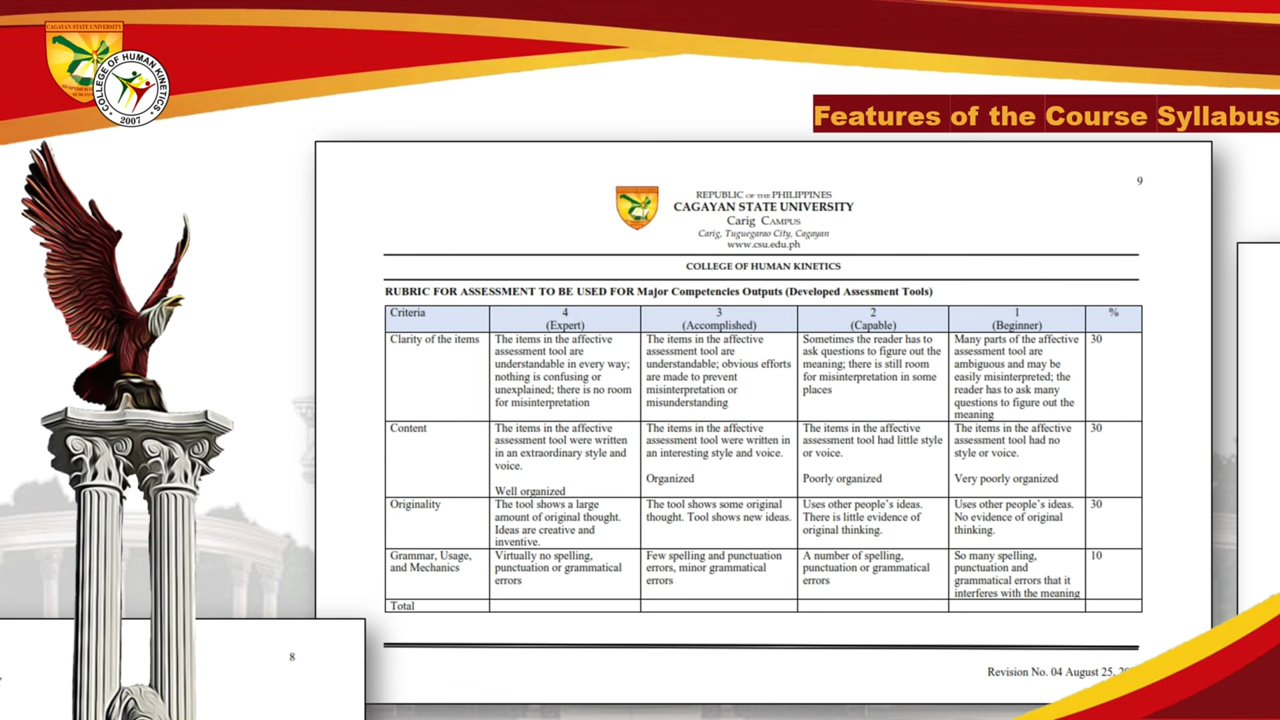 CAGAYAN STATE UNIVERSITY
COLLEGE OF HUMAN KINETICS
2007
Features of the Course Syllabus
9
REPUBLIC OF THE PHILIPPINES
CAGAYAN STATE UNIVERSITY
Carig CAMPUS
Carig, Tuguegarao City, Cagayan
www.csu.edu.ph
COLLEGE OF HUMAN KINETICS
RUBRIC FOR ASSESSMENT TO BE USED FOR Major Competencies Outputs (Developed Assessment Tools)
Criteria
4
(Expert)
3
(Accomplished)
2
(Capable)
1
(Beginner)
%
Clarity of the items
The items in the affective
assessment tool are
understandable in every way;
nothing is confusing or
unexplained; there is no room
for misinterpretation
The items in the affective
assessment tool are
understandable; obvious efforts
are made to prevent
misinterpretation or
misunderstanding
Sometimes the reader has to
ask questions to figure out the
meaning; there is still room
for misinterpretation in some
places
Many parts of the affective
assessment tool are
ambiguous and may be
easily misinterpreted; the
reader has to ask many
questions to figure out the
meaning
30
Content
The items in the affective
assessment tool were written
in an extraordinary style and
voice.
Well organized
The items in the affective
assessment tool were written in
an interesting style and voice.
Organized
The items in the affective
assessment tool had little style
or voice.
Poorly organized
The items in the affective
assessment tool had no
style or voice.
Very poorly organized
30
Originality
The tool shows a large
amount of original thought.
Ideas are creative and
inventive.
The tool shows some original
thought. Tool shows new ideas.
Uses other people's ideas.
There is little evidence of
original thinking.
Uses other people's ideas.
No evidence of original
thinking.
30
Grammar, Usage,
and Mechanics
Virtually no spelling,
punctuation or grammatical
errors
Few spelling and punctuation
errors, minor grammatical
errors
A number of spelling,
punctuation or grammatical
errors
So many spelling,
punctuation and
grammatical errors that it
interferes with the meaning
10
Total
Revision No. 04 August 25,
8